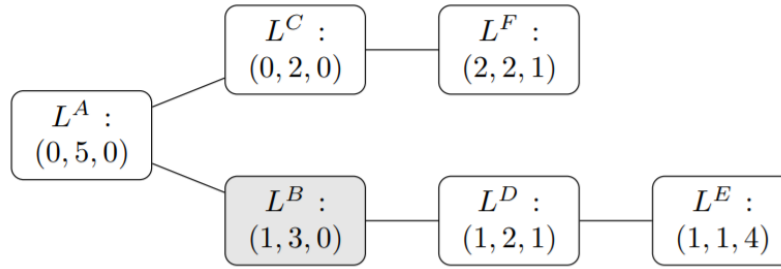 L^C :
(0, 2, 0)
L^F :
(2, 2, 1)
L^A :
(0, 5, 0)
L^B :
(1, 3, 0)
L^D :
(1, 2, 1)
L^E :
(1, 1, 4)